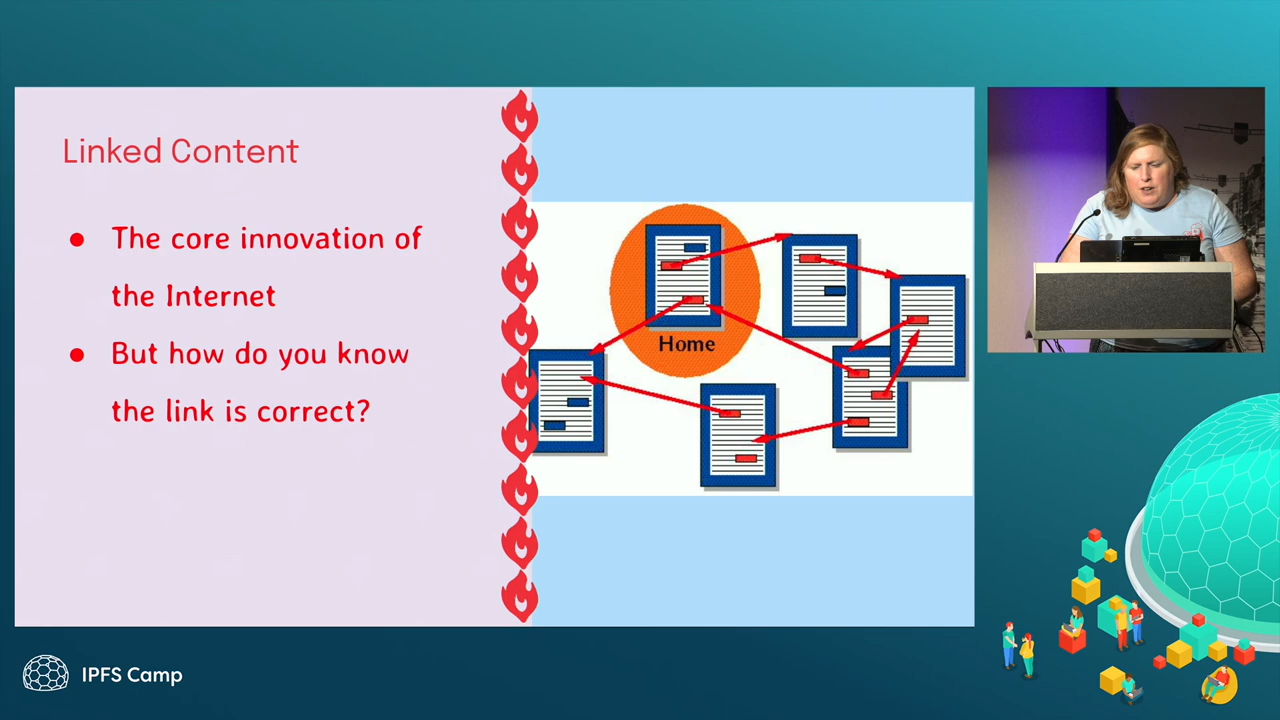 Linked Content
● The core innovation of
the Internet
● But how do you know
the link is correct?
Home
IPFS Camp